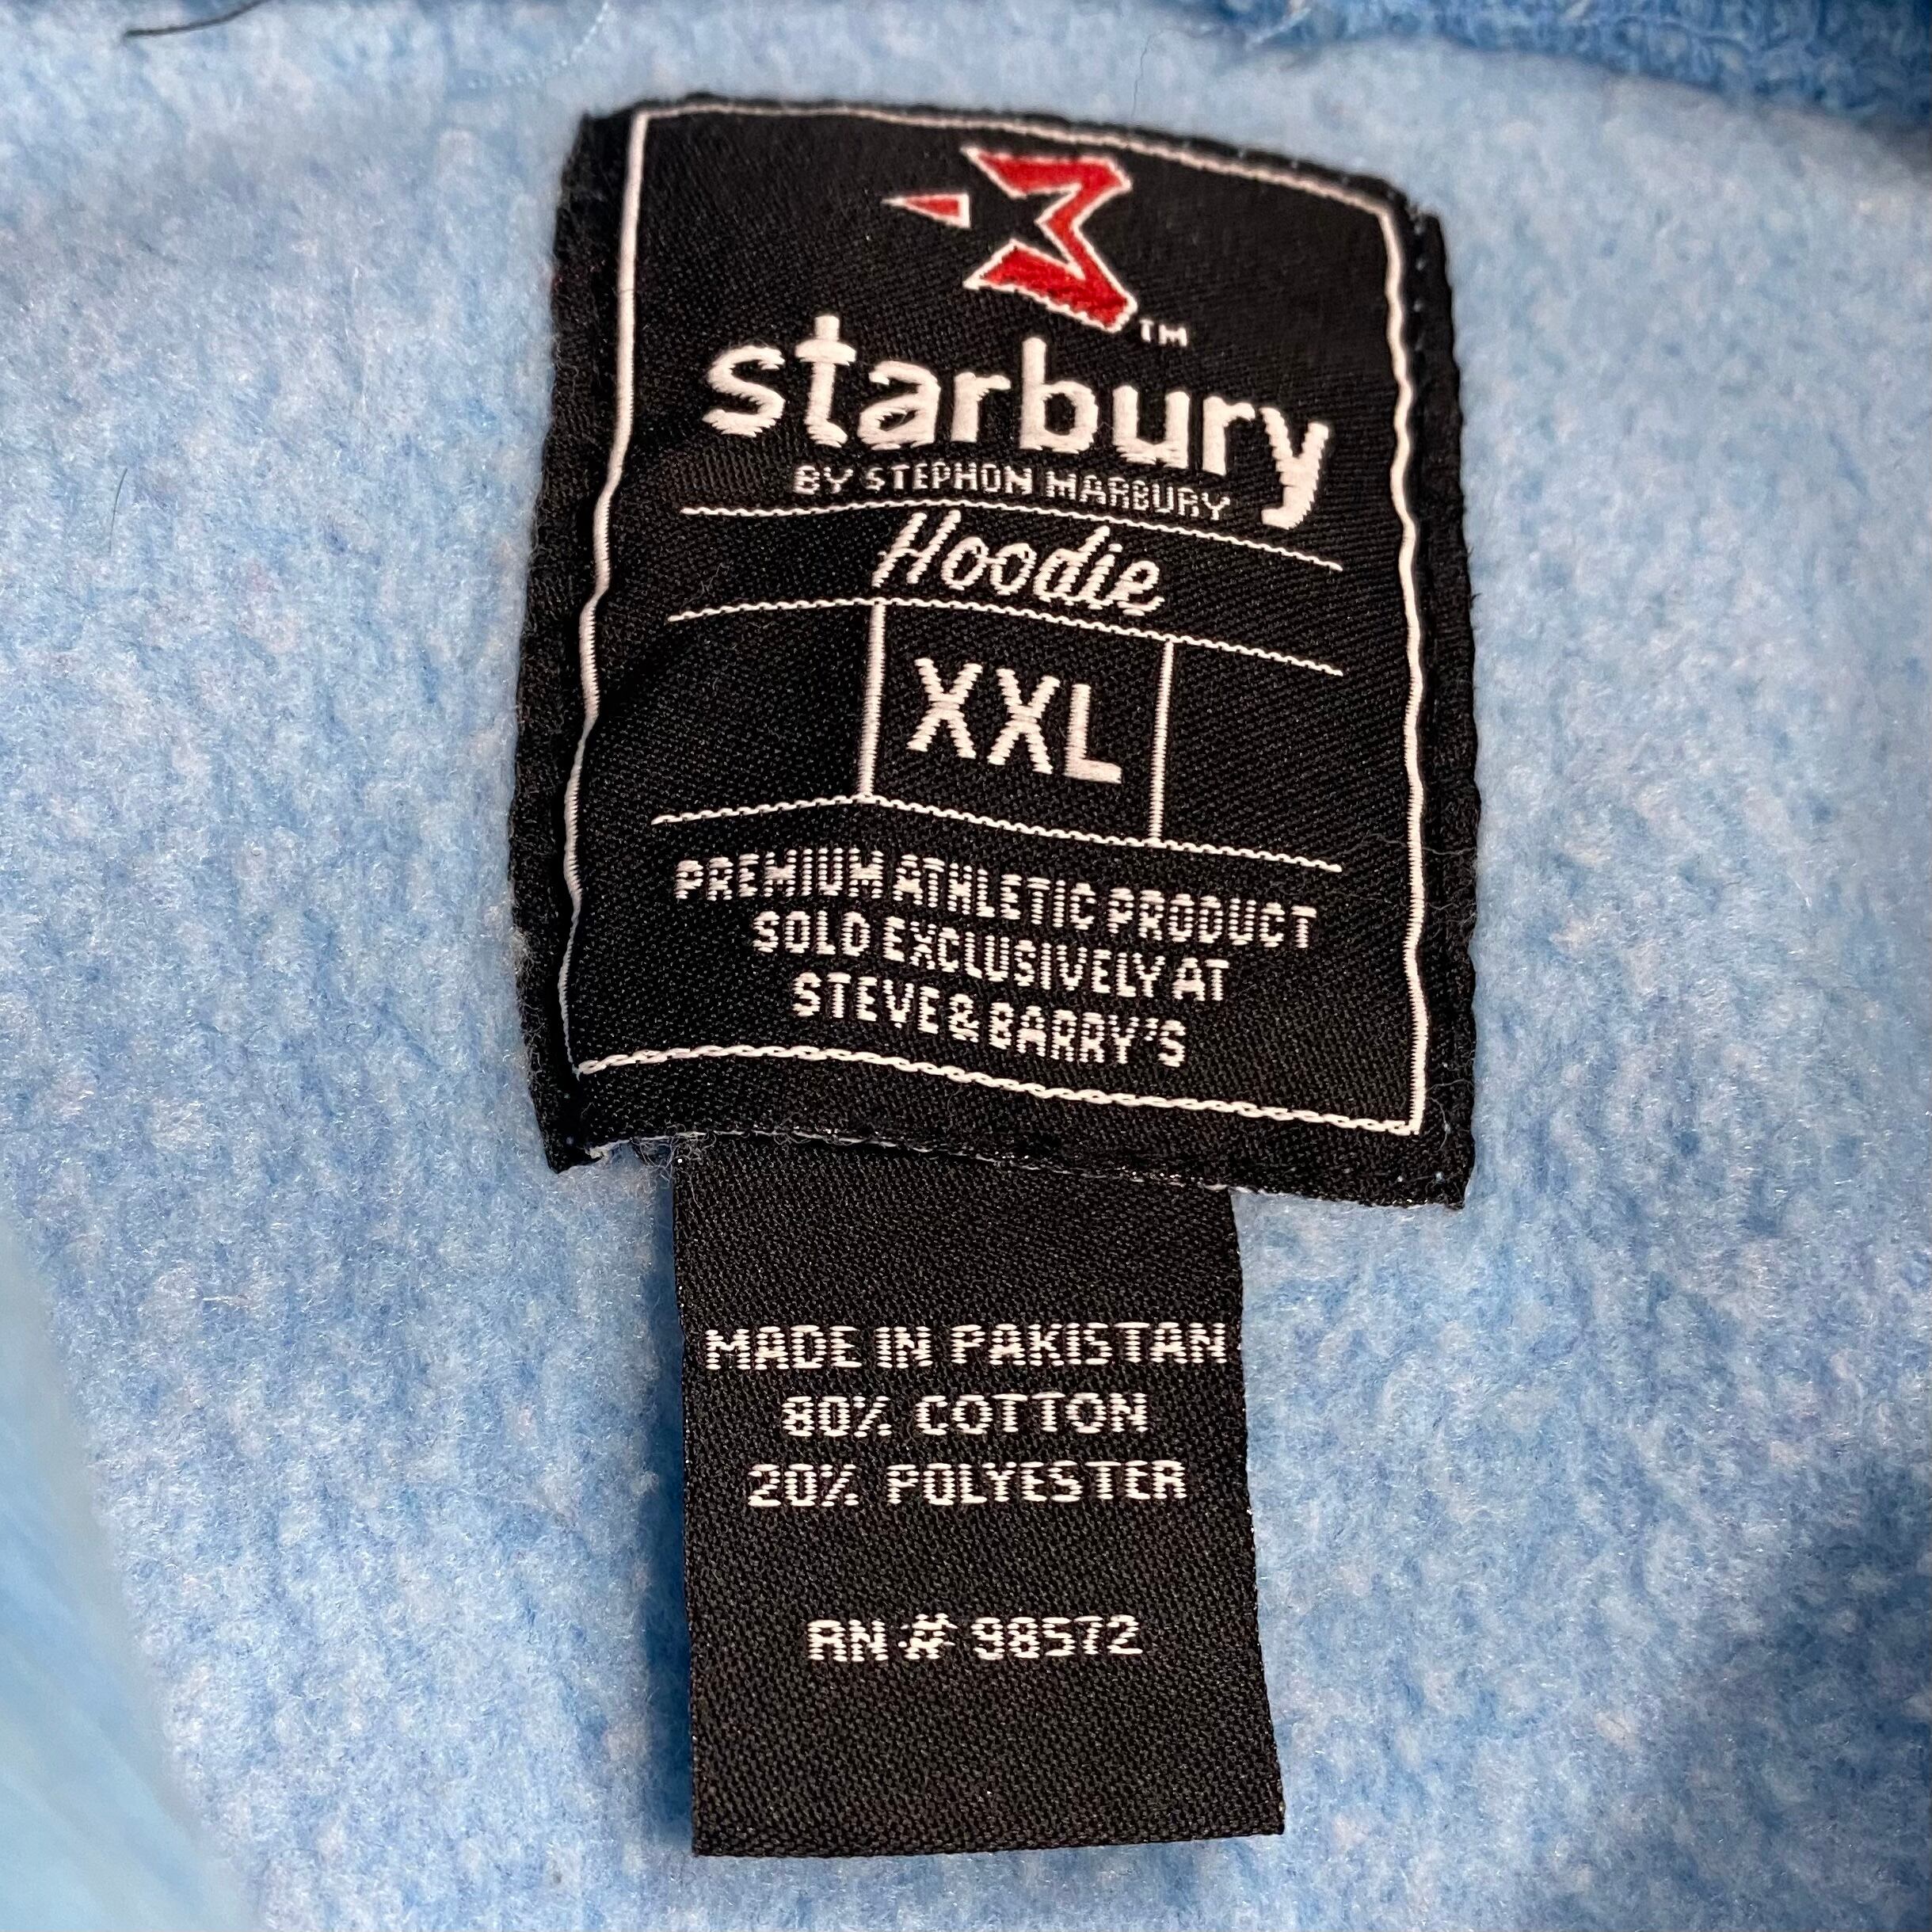 TM
starbury
BY STEPHON MARBURY
Hoodie
XXL
PREMIUM ATHLETIC PRODUCT
SOLD EXCLUSIVELY AT
STEVE & BARRY'S
MADE IN PAKISTAN
80% COTTON
20% POLYESTER
RN # 98572